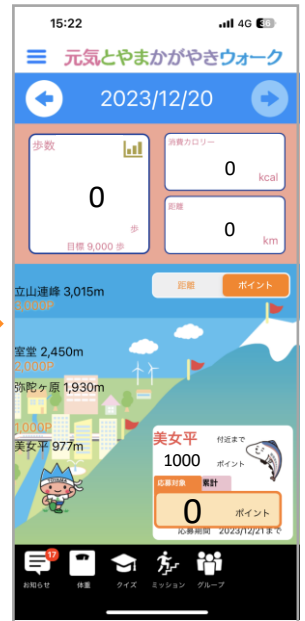 15:22
4G
元気とやまかがやきウォーク
2023/12/20
歩数
0
歩
目標 9,000 歩
消費カロリー
0
kcal
距離
0
km
距離
ポイント
立山連峰 3,015m
3,000P
室堂 2,450m
2,000P
弥陀ヶ原 1,930m
1,000P
美女平 977m
美女平
付近まで
1000
ポイント
応募対象
累計
0
ポイント
応募期間 2023/12/21まで
17
お知らせ
体重
クイズ
ミッション
グループ